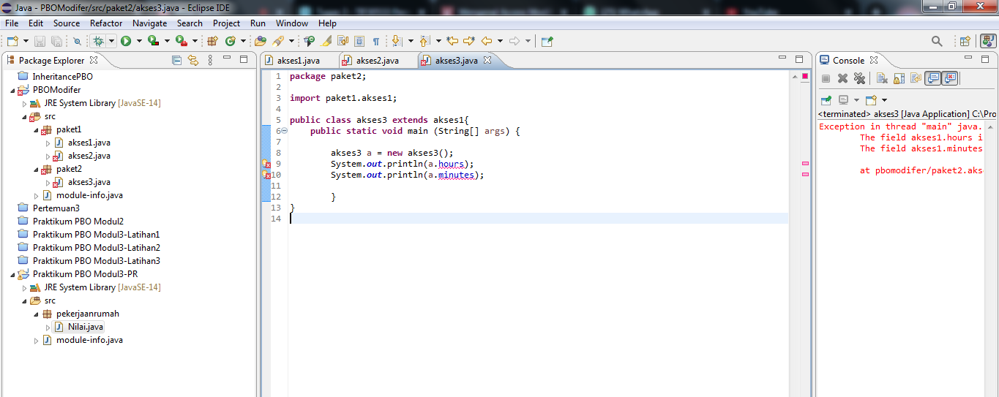 Java - PBOModifer/src/paket2/akses3.java - Eclipse IDE
File Edit Source Refactor Navigate Search Project Run Window Help
Package Explorer
InheritancePBO
PBOModifer
JRE System Library [JavaSE-14]
src
paket1
akses1.java
akses2.java
paket2
akses3.java
module-info.java
Pertemuan3
Praktikum PBO Modul2
Praktikum PBO Modul3-Latihan1
Praktikum PBO Modul3-Latihan2
Praktikum PBO Modul3-Latihan3
Praktikum PBO Modul3-PR
JRE System Library [JavaSE-14]
src
pekerjaanrumah
Nilai.java
module-info.java
akses1.java akses2.java akses3.java
1 package paket2;
2
3 import paket1.akses1;
4
5 public class akses3 extends akses1{
6 public static void main (String[] args) {
7
8 akses3 a = new akses3();
9 System.out.println(a.hours);
10 System.out.println(a.minutes);
11
12 }
13 }
14
Console
<terminated> akses3 [Java Application] C:\Pro
Exception in thread "main" java.
The field akses1.hours i
The field akses1.minutes
at pbomodifer/paket2.aks